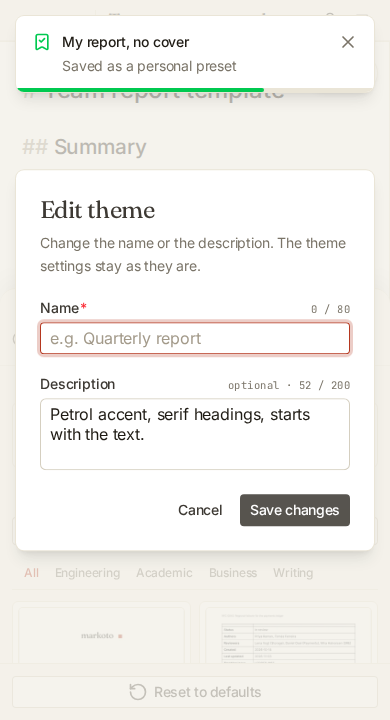 My report, no cover
Saved as a personal preset
# Team report template
## Summary
Edit theme
Change the name or the description. The theme
settings stay as they are.
Name* 0 / 80
e.g. Quarterly report
Description optional · 52 / 200
Petrol accent, serif headings, starts
with the text.
Cancel Save changes
All Engineering Academic Business Writing
markoto
Reset to defaults